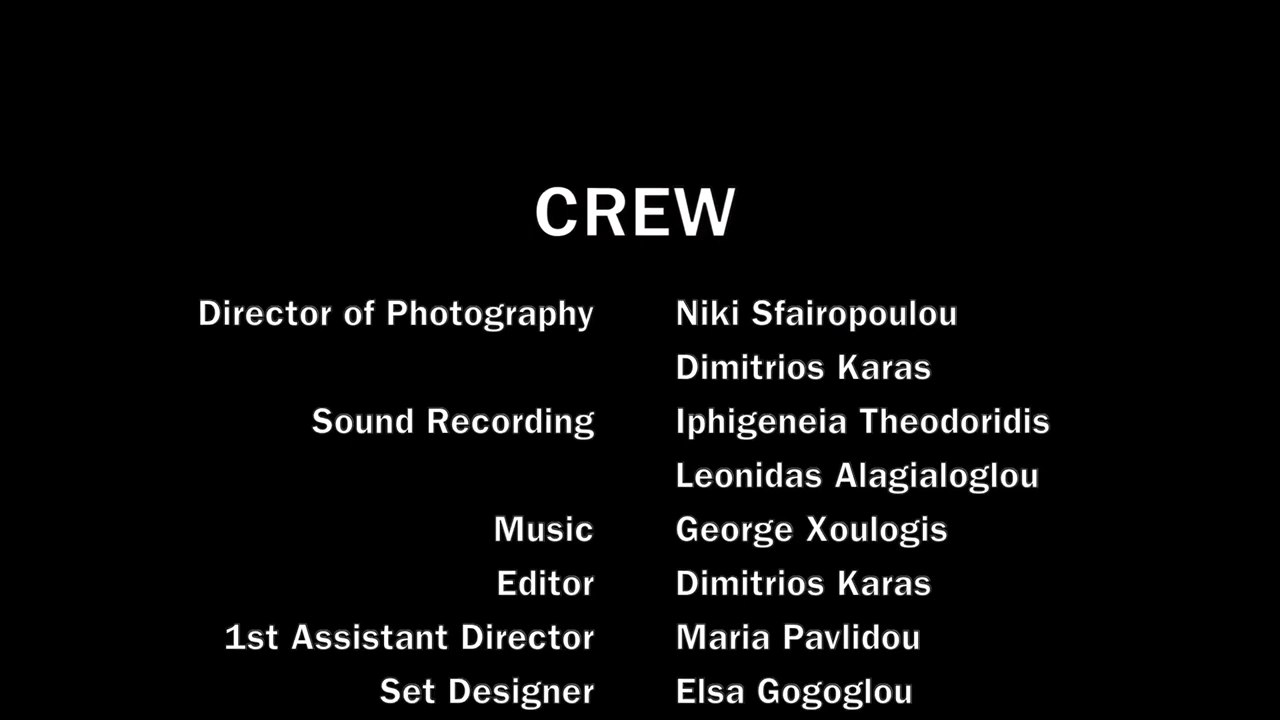 CREW
Director of Photography Niki Sfairopoulou
Dimitrios Karas
Sound Recording Iphigeneia Theodoridis
Leonidas Alagialoglou
Music George Xoulogis
Editor Dimitrios Karas
1st Assistant Director Maria Pavlidou
Set Designer Elsa Gogoglou